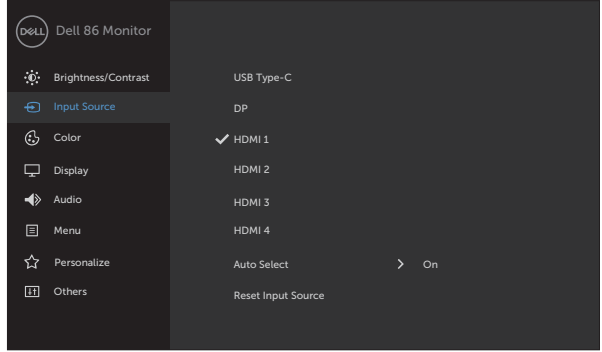 DELL Dell 86 Monitor
Brightness/Contrast
Input Source
Color
Display
Audio
Menu
Personalize
Others
USB Type-C
DP
HDMI 1
HDMI 2
HDMI 3
HDMI 4
Auto Select > On
Reset Input Source